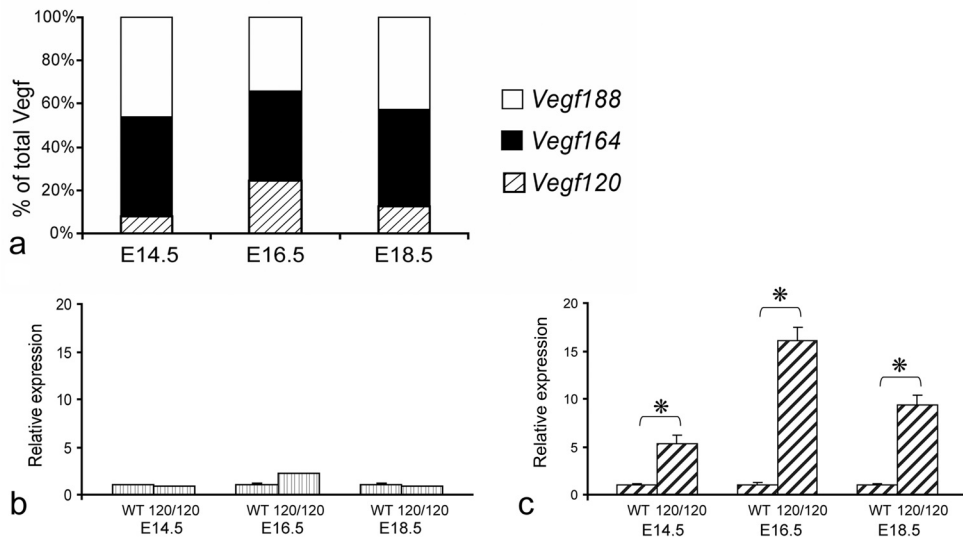 100%
80%
60%
40%
20%
0%
% of total Vegf
E14.5 E16.5 E18.5
a
Vegf188
Vegf164
Vegf120
20
15
10
5
0
Relative expression
WT 120/120 WT 120/120 WT 120/120
E14.5 E16.5 E18.5
b
20
15
10
5
0
Relative expression
* * *
WT 120/120 WT 120/120 WT 120/120
E14.5 E16.5 E18.5
c